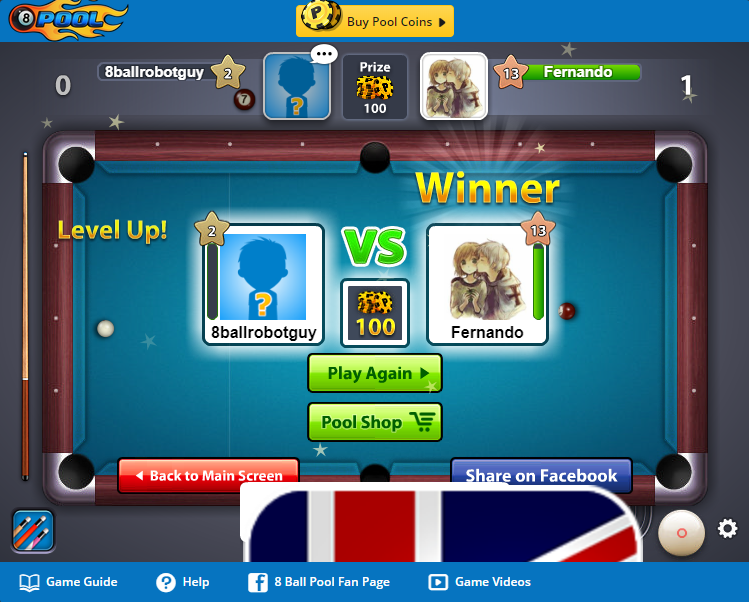 8 POOL
Buy Pool Coins
0
8ballrobotguy
2
7
?
Prize
100
13
Fernando
1
Winner
Level Up!
2
?
8ballrobotguy
VS
100
13
Fernando
Play Again
Pool Shop
Back to Main Screen
Share on Facebook
Game Guide
? Help
f 8 Ball Pool Fan Page
Game Videos